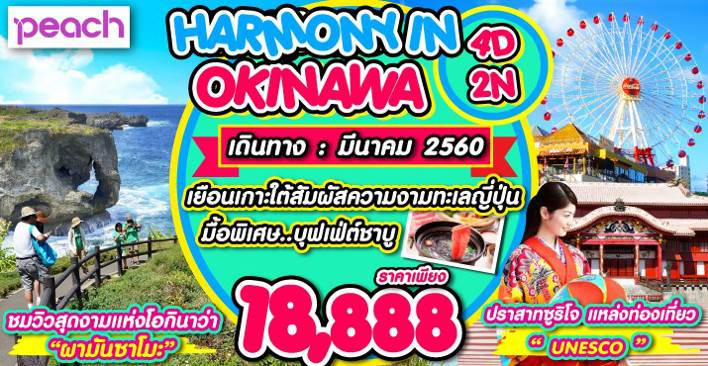 peach
HARMONY IN
OKINAWA
4D
2N
เดินทาง : มีนาคม 2560
เยือนเกาะใต้สัมผัสความงามทะเลญี่ปุ่น
มื้อพิเศษ..บุฟเฟ่ต์ชาบู
ราคาเพียง
18,888
ชมวิวสุดงามแห่งโอกินาว่า
“ผามันซาโมะ”
ปราสาทชูริโจ แหล่งท่องเที่ยว
“ UNESCO ”